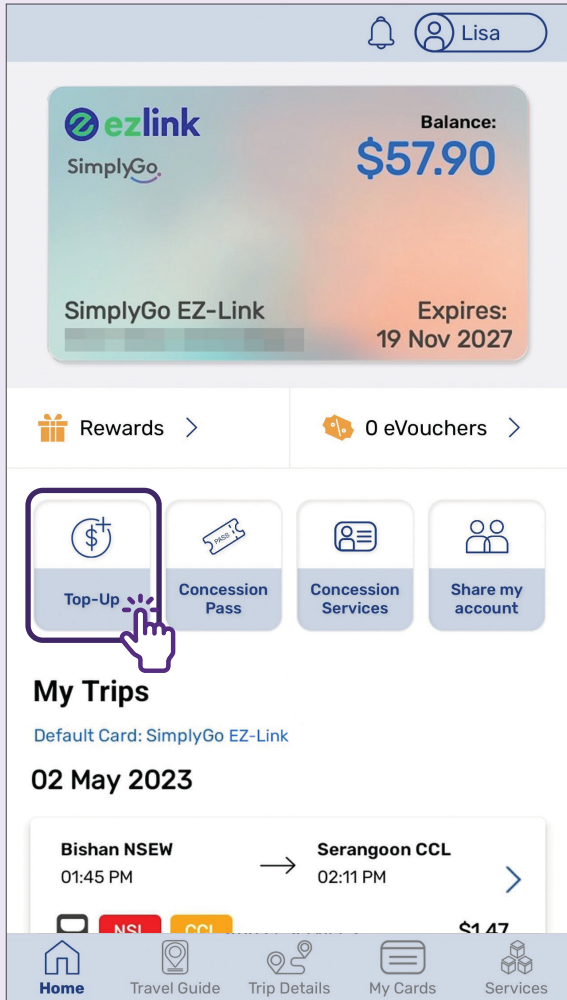 Lisa
ezlink
SimplyGo
Balance:
$57.90
SimplyGo EZ-Link
Expires:
19 Nov 2027
Rewards
0 eVouchers
PASS
Top-Up
Concession
Pass
Concession
Services
Share my
account
My Trips
Default Card: SimplyGo EZ-Link
02 May 2023
Bishan NSEW
01:45 PM
Serangoon CCL
02:11 PM
NSL CCL
$1.47
Home Travel Guide Trip Details My Cards Services